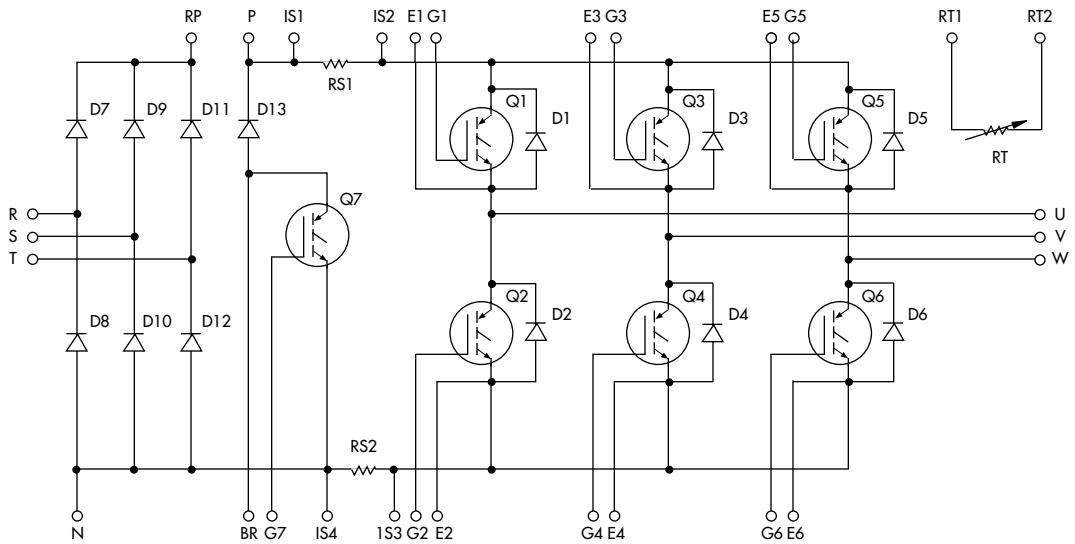 RP P IS1 IS2 E1 G1 E3 G3 E5 G5 RT1 RT2
RS1
D7 D9 D11 D13 Q1 D1 Q3 D3 Q5 D5
RT
Q7
R U
S V
T W
D8 D10 D12 Q2 D2 Q4 D4 Q6 D6
RS2
N BR G7 IS4 1S3 G2 E2 G4 E4 G6 E6